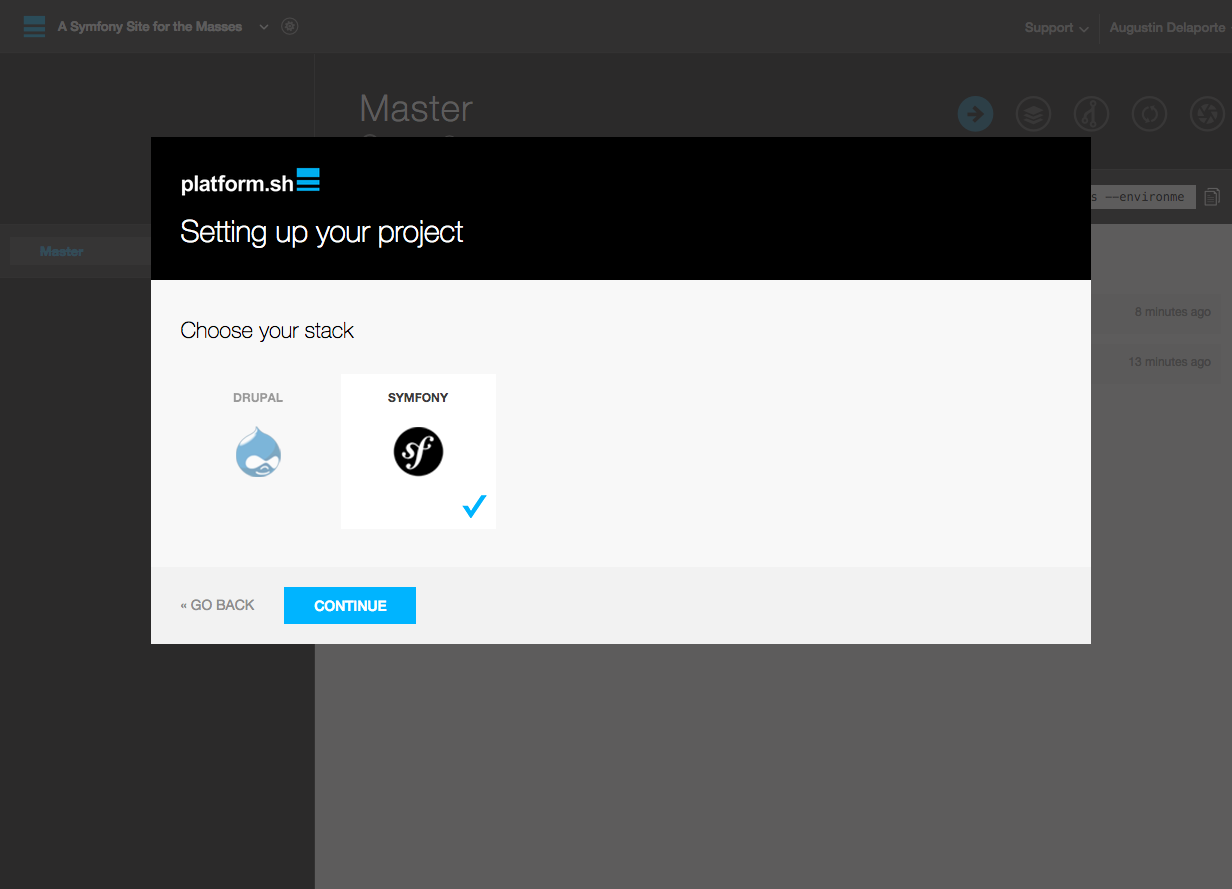 A Symfony Site for the Masses
Support
Augustin Delaporte
Master
platform.sh
Setting up your project
s --environme
Master
Choose your stack
8 minutes ago
13 minutes ago
DRUPAL
SYMFONY
sf
« GO BACK
CONTINUE